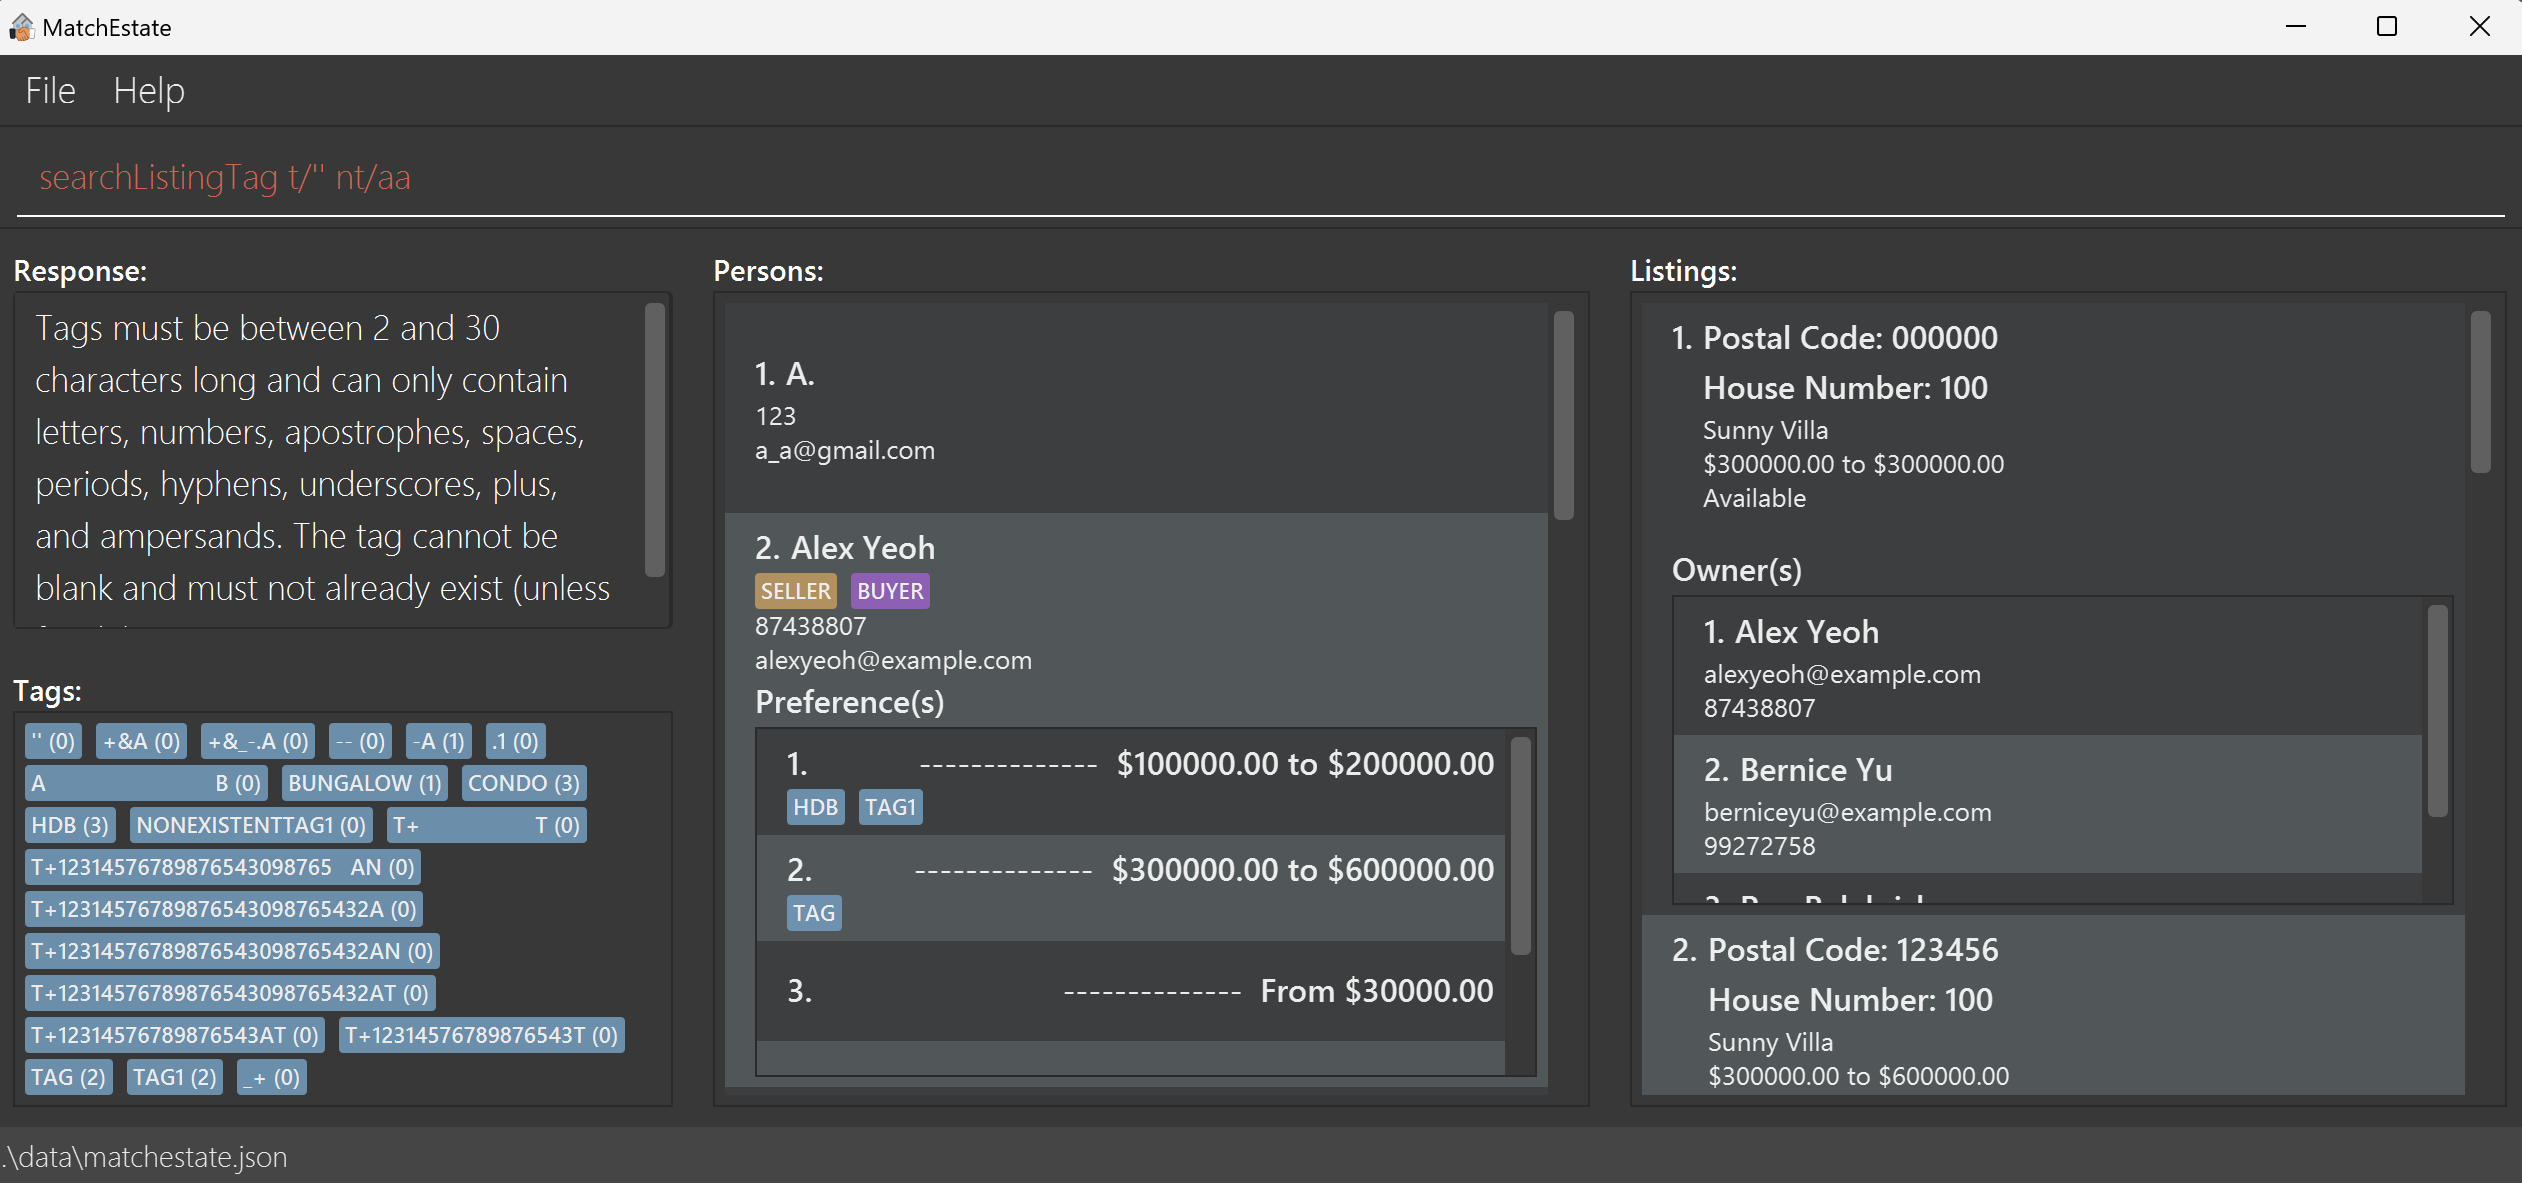 MatchEstate
File Help
searchListingTag t/'' nt/aa
Response:
Tags must be between 2 and 30
characters long and can only contain
letters, numbers, apostrophes, spaces,
periods, hyphens, underscores, plus,
and ampersands. The tag cannot be
blank and must not already exist (unless
Tags:
'' (0) +&A (0) +&_-.A (0) -- (0) -A (1) .1 (0)
A B (0) BUNGALOW (1) CONDO (3)
HDB (3) NONEXISTENTTAG1 (0) T+ T (0)
T+12314576789876543098765 AN (0)
T+12314576789876543098765432A (0)
T+12314576789876543098765432AN (0)
T+12314576789876543098765432AT (0)
T+12314576789876543AT (0) T+12314576789876543T (0)
TAG (2) TAG1 (2) _+ (0)
Persons:
1. A.
123
a_a@gmail.com
2. Alex Yeoh
SELLER BUYER
87438807
alexyeoh@example.com
Preference(s)
1. -------------- $100000.00 to $200000.00
HDB TAG1
2. -------------- $300000.00 to $600000.00
TAG
3. -------------- From $30000.00
Listings:
1. Postal Code: 000000
House Number: 100
Sunny Villa
$300000.00 to $300000.00
Available
Owner(s)
1. Alex Yeoh
alexyeoh@example.com
87438807
2. Bernice Yu
berniceyu@example.com
99272758
2. Postal Code: 123456
House Number: 100
Sunny Villa
$300000.00 to $600000.00
.\data\matchestate.json